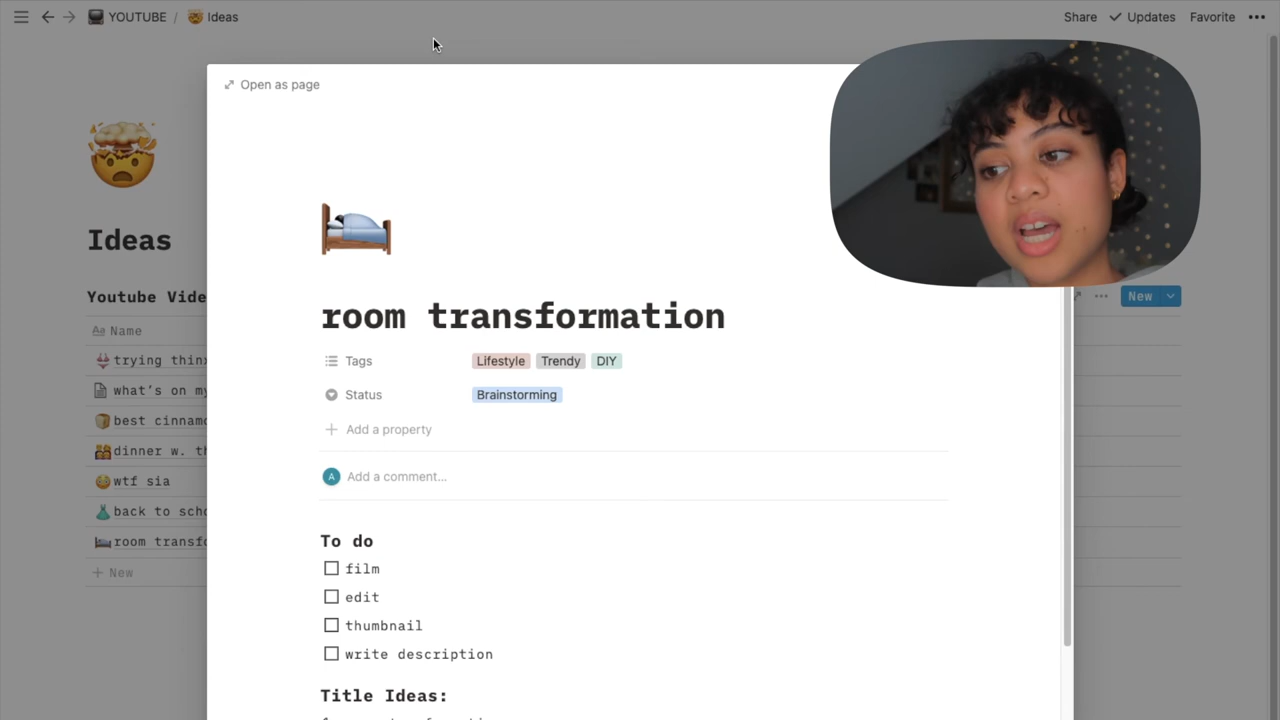 YOUTUBE / Ideas
Share Updates Favorite
Open as page
Ideas
Youtube Vide
New
Aa Name
trying thinx
what's on my
best cinnamo
dinner w. th
wtf sia
back to scho
room transfo
+ New
room transformation
Tags Lifestyle Trendy DIY
Status Brainstorming
+ Add a property
A Add a comment...
To do
film
edit
thumbnail
write description
Title Ideas: